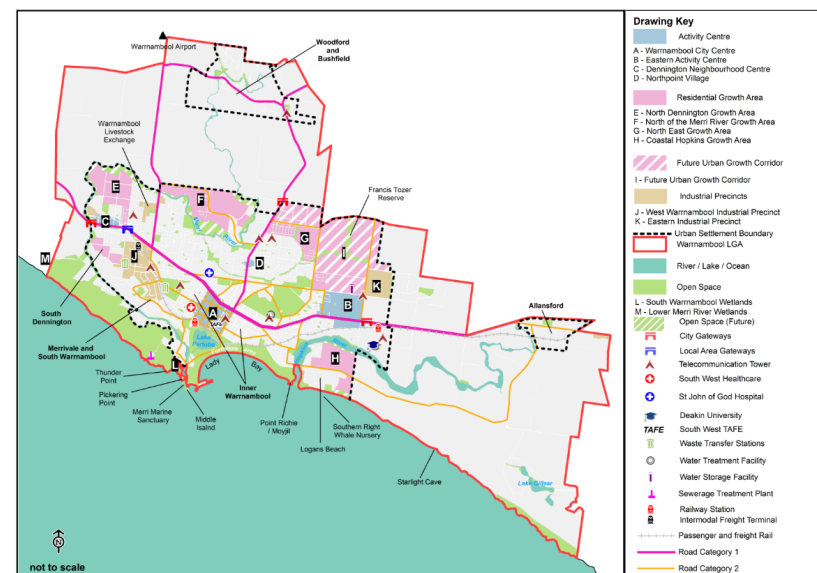 Warrnambool Airport
Woodford
and
Bushfield
Warrnambool
Livestock
Exchange
Francis Tozer
Reserve
E
F
Merri
River
C
G
I
J
D
M
K
B
A
TAFE
South
Dennington
Allansford
Merrivale and
South Warrnambool
Lake
Pertobe
Hopkins
River
H
L
Lady
Bay
Thunder
Point
Pickering
Point
Inner
Warrnambool
Merri Marine
Sanctuary
Middle
Isalnd
Point Richie
/ Moyjil
Southern Right
Whale Nursery
Logans Beach
Starlight Cave
Lake Gillear
N
not to scale
Drawing Key
Activity Centre
A - Warrnambool City Centre
B - Eastern Activity Centre
C - Dennington Neighbourhood Centre
D - Northpoint Village
Residential Growth Area
E - North Dennington Growth Area
F - North of the Merri River Growth Area
G - North East Growth Area
H - Coastal Hopkins Growth Area
Future Urban Growth Corridor
I - Future Urban Growth Corridor
Industrial Precincts
J - West Warrnambool Industrial Precinct
K - Eastern Industrial Precinct
Urban Settlement Boundary
Warrnambool LGA
River / Lake / Ocean
Open Space
L - South Warrnambool Wetlands
M - Lower Merri River Wetlands
Open Space (Future)
City Gateways
Local Area Gateways
Telecommunication Tower
South West Healthcare
St John of God Hospital
Deakin University
TAFE South West TAFE
Waste Transfer Stations
Water Treatment Facility
Water Storage Facility
Sewerage Treatment Plant
Railway Station
Intermodal Freight Terminal
Passenger and freight Rail
Road Category 1
Road Category 2